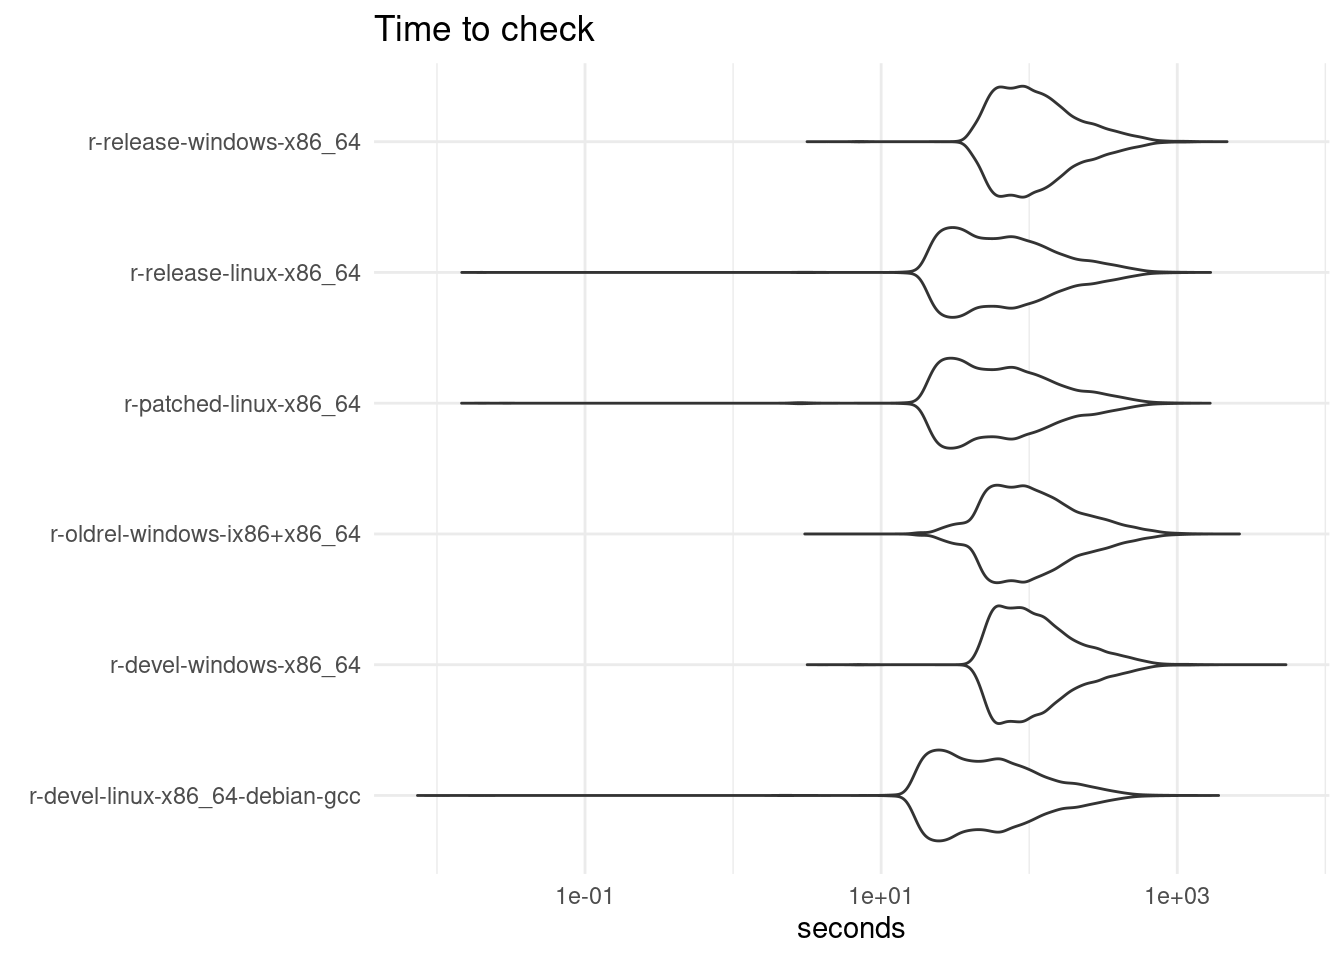 Time to check
r-release-windows-x86_64
r-release-linux-x86_64
r-patched-linux-x86_64
r-oldrel-windows-ix86+x86_64
r-devel-windows-x86_64
r-devel-linux-x86_64-debian-gcc
1e-01 1e+01 1e+03
seconds